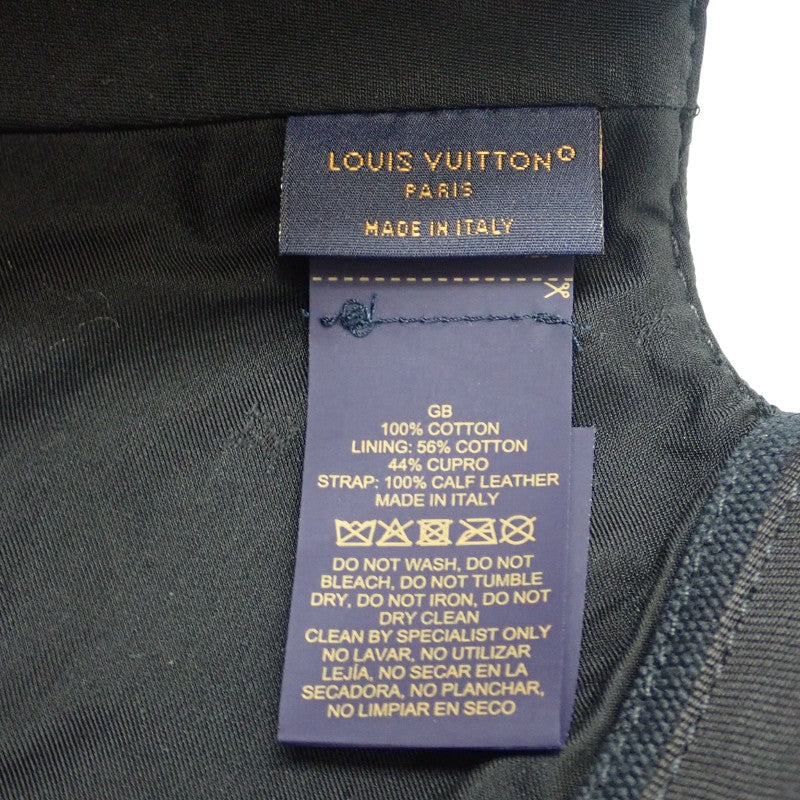 LOUIS VUITTON®
PARIS
MADE IN ITALY
GB
100% COTTON
LINING: 56% COTTON
44% CUPRO
STRAP: 100% CALF LEATHER
MADE IN ITALY
DO NOT WASH, DO NOT
BLEACH, DO NOT TUMBLE
DRY, DO NOT IRON, DO NOT
DRY CLEAN
CLEAN BY SPECIALIST ONLY
NO LAVAR, NO UTILIZAR
LEJÍA, NO SECAR EN LA
SECADORA, NO PLANCHAR,
NO LIMPIAR EN SECO